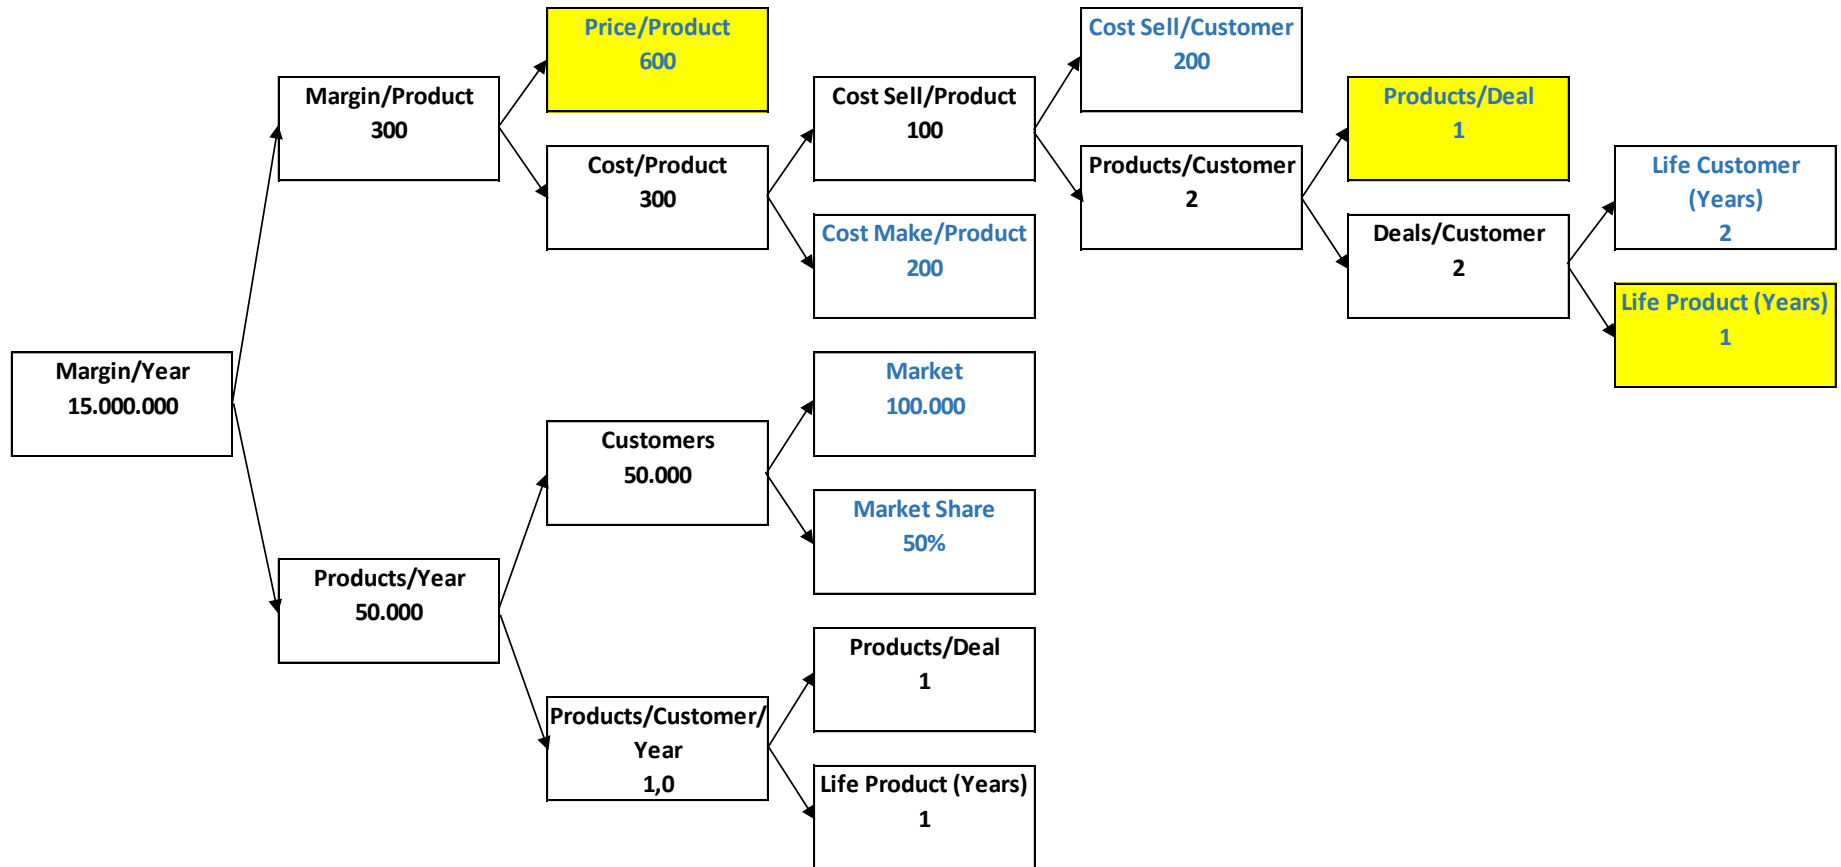 Price/Product
600
Cost Sell/Customer
200
Margin/Product
300
Cost Sell/Product
100
Products/Deal
1
Cost/Product
300
Products/Customer
2
Life Customer
(Years)
2
Cost Make/Product
200
Deals/Customer
2
Life Product (Years)
1
Margin/Year
15.000.000
Market
100.000
Customers
50.000
Market Share
50%
Products/Year
50.000
Products/Deal
1
Products/Customer/
Year
1,0
Life Product (Years)
1